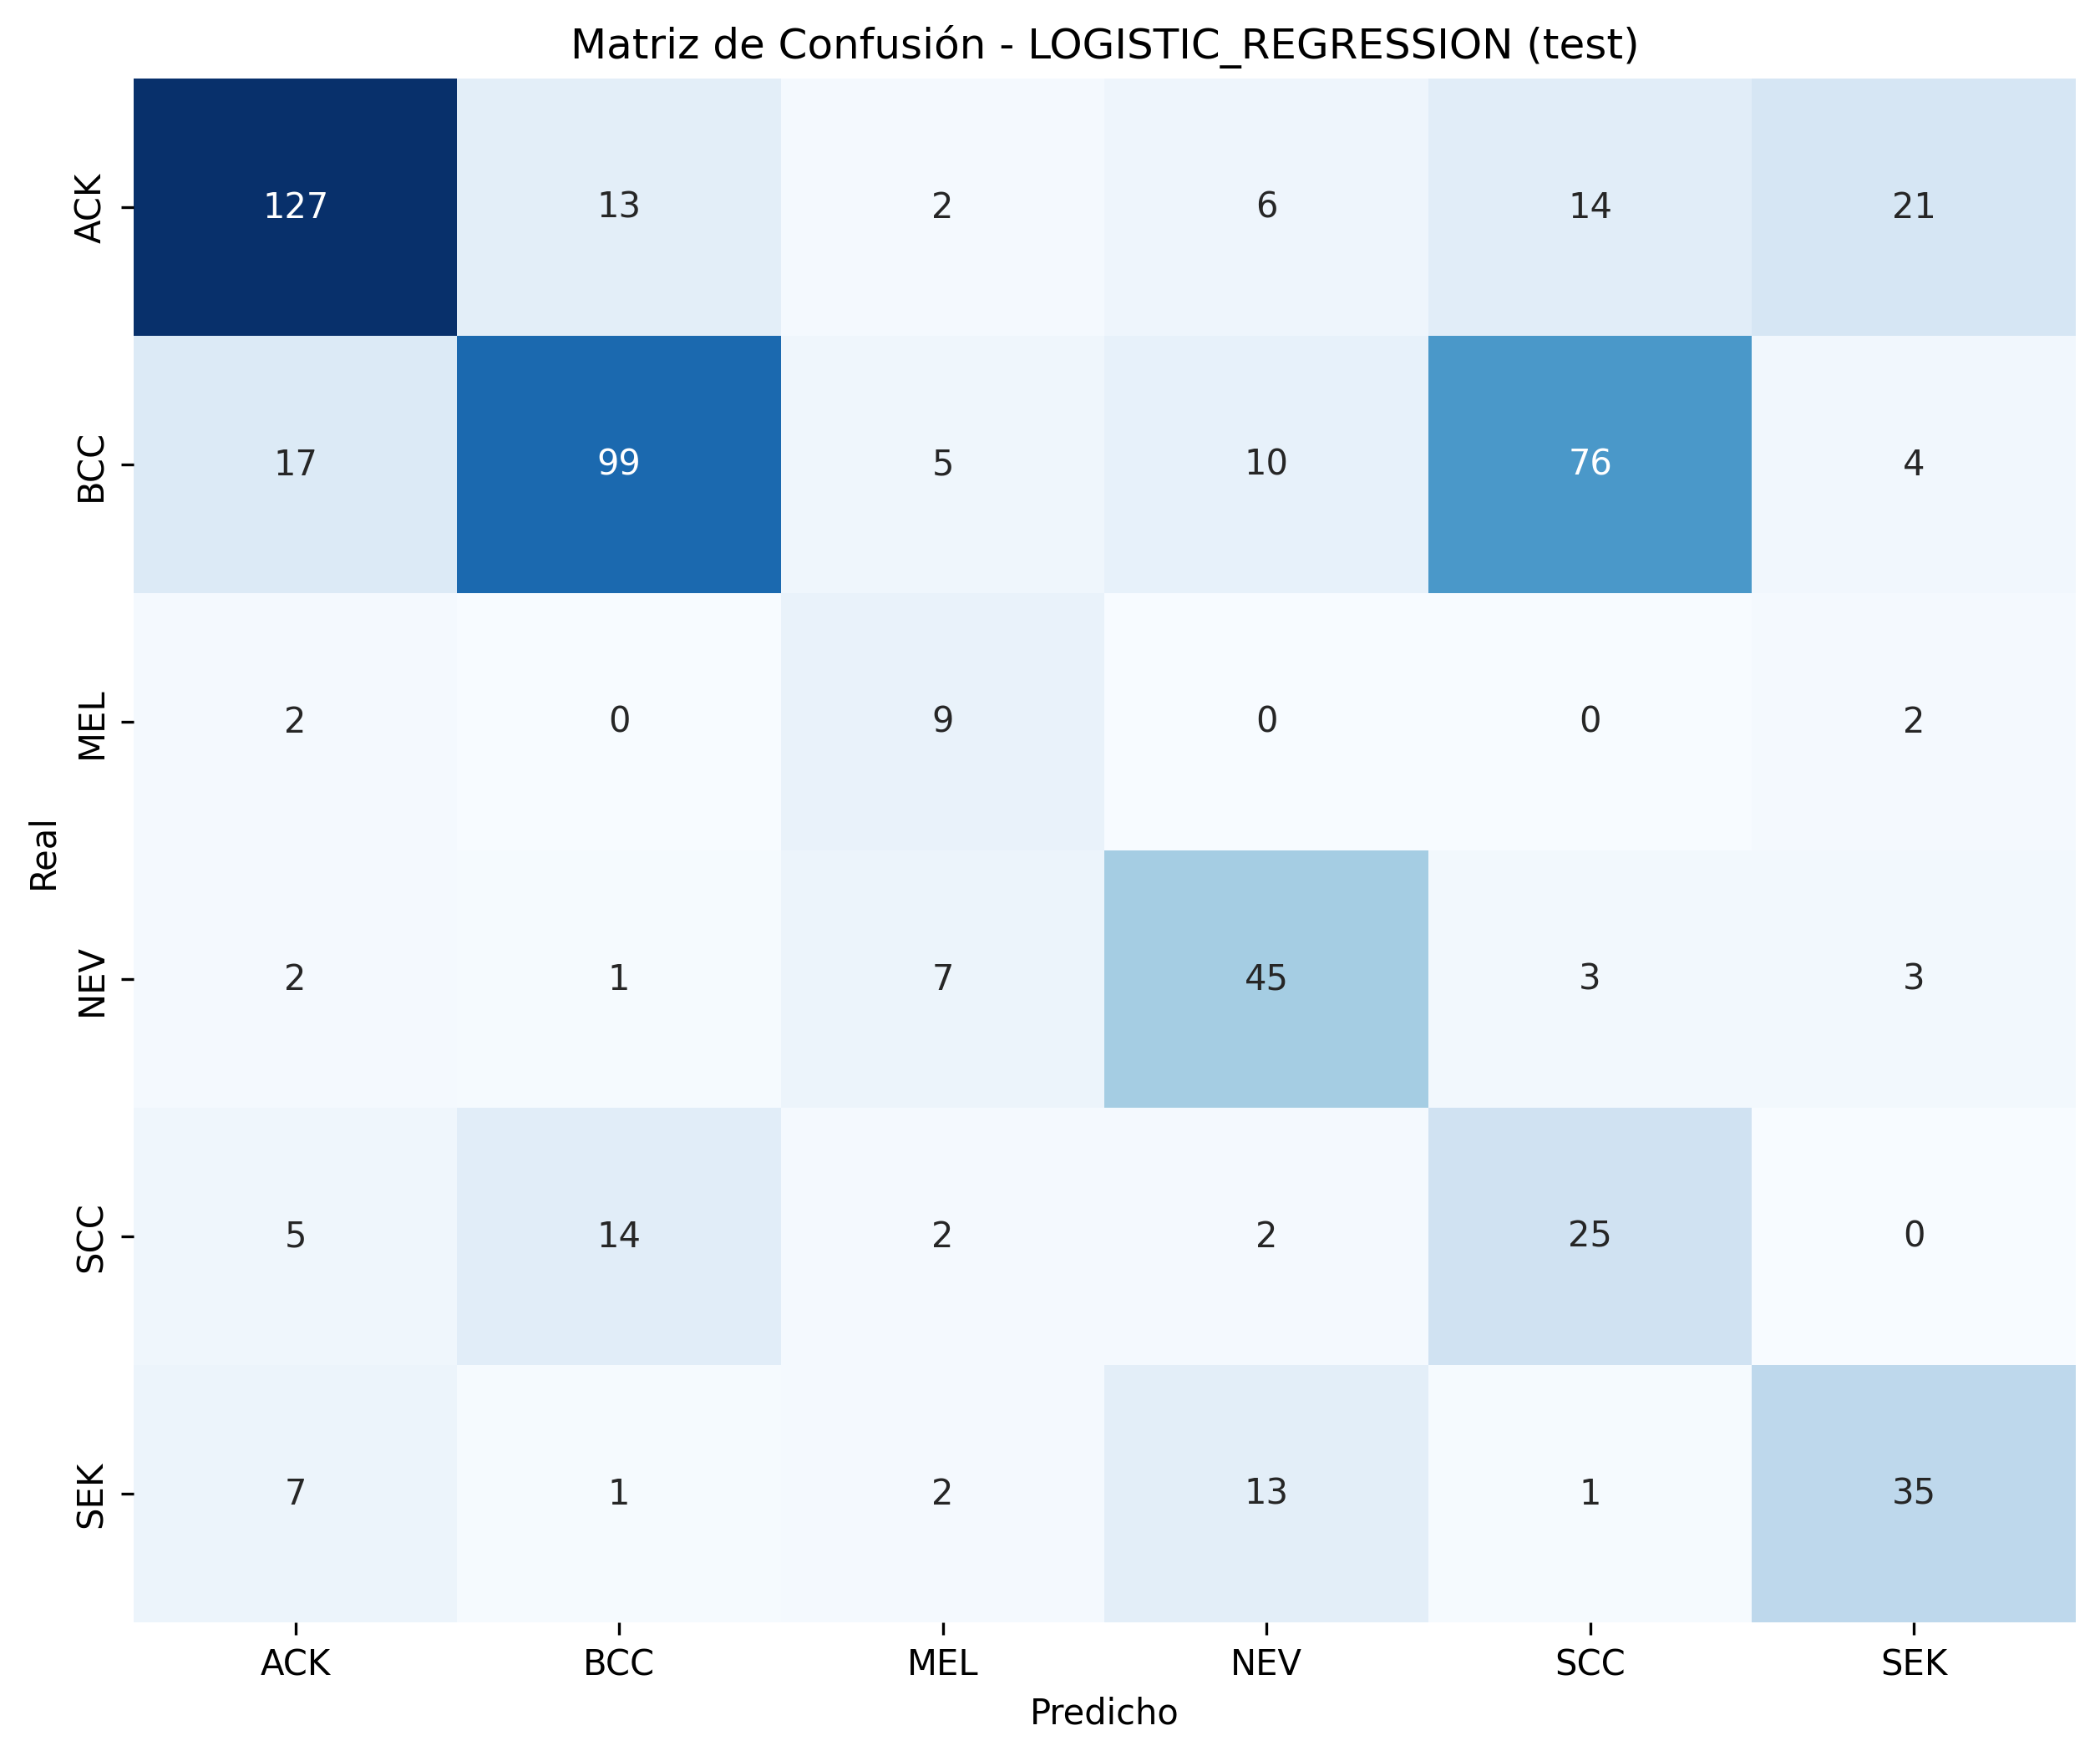 Matriz de Confusión - LOGISTIC_REGRESSION (test)
ACK 127 13 2 6 14 21
BCC 17 99 5 10 76 4
MEL 2 0 9 0 0 2
NEV 2 1 7 45 3 3
SCC 5 14 2 2 25 0
SEK 7 1 2 13 1 35
Real
ACK BCC MEL NEV SCC SEK
Predicho